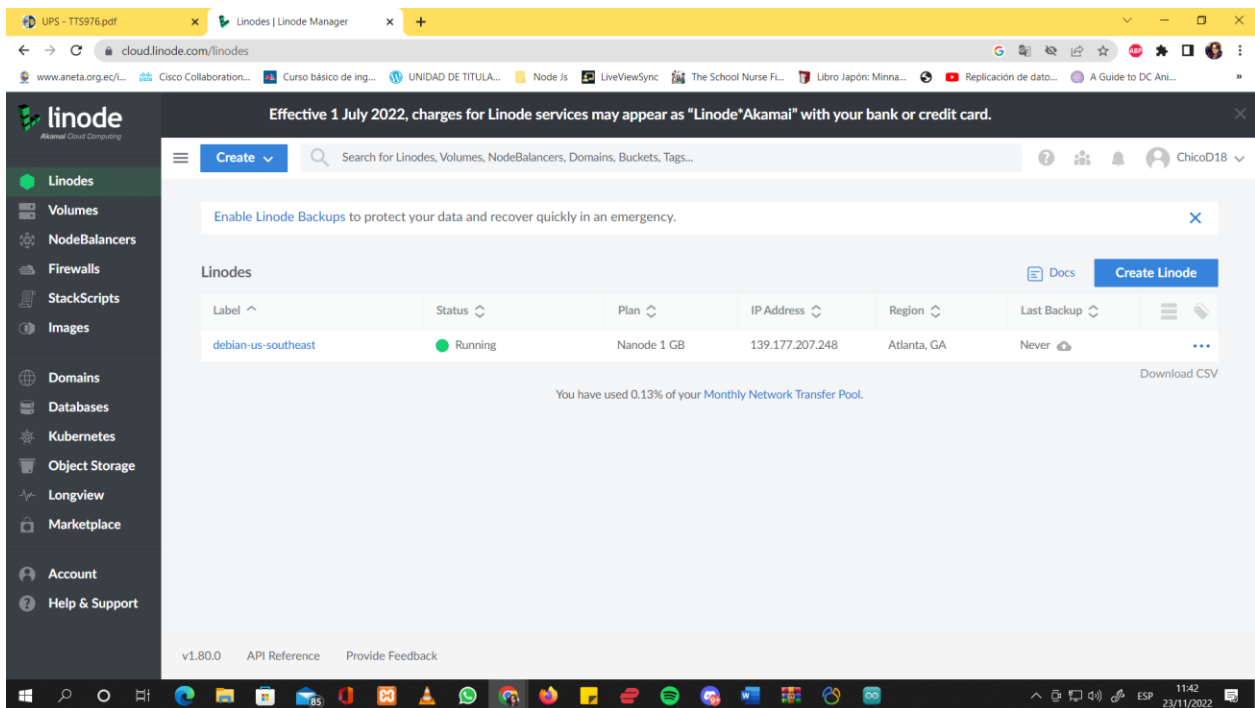 UPS - TTS976.pdf
Linodes | Linode Manager
cloud.linode.com/linodes
www.aneta.org.ec/i...
Cisco Collaboration...
Curso básico de ing...
UNIDAD DE TITULA...
Node Js
LiveViewSync
The School Nurse Fi...
Libro Japón: Minna...
Replicación de dato...
A Guide to DC Ani...
»
linode
Akamai Cloud Computing
Effective 1 July 2022, charges for Linode services may appear as “Linode*Akamai” with your bank or credit card.
Create
Search for Linodes, Volumes, NodeBalancers, Domains, Buckets, Tags...
ChicoD18
Linodes
Volumes
NodeBalancers
Firewalls
StackScripts
Images
Domains
Databases
Kubernetes
Object Storage
Longview
Marketplace
Account
Help & Support
Enable Linode Backups to protect your data and recover quickly in an emergency.
Linodes
Docs
Create Linode
Label Status Plan IP Address Region Last Backup
debian-us-southeast Running Nanode 1 GB 139.177.207.248 Atlanta, GA Never
Download CSV
You have used 0.13% of your Monthly Network Transfer Pool.
v1.80.0 API Reference Provide Feedback
85
ESP
11:42
23/11/2022